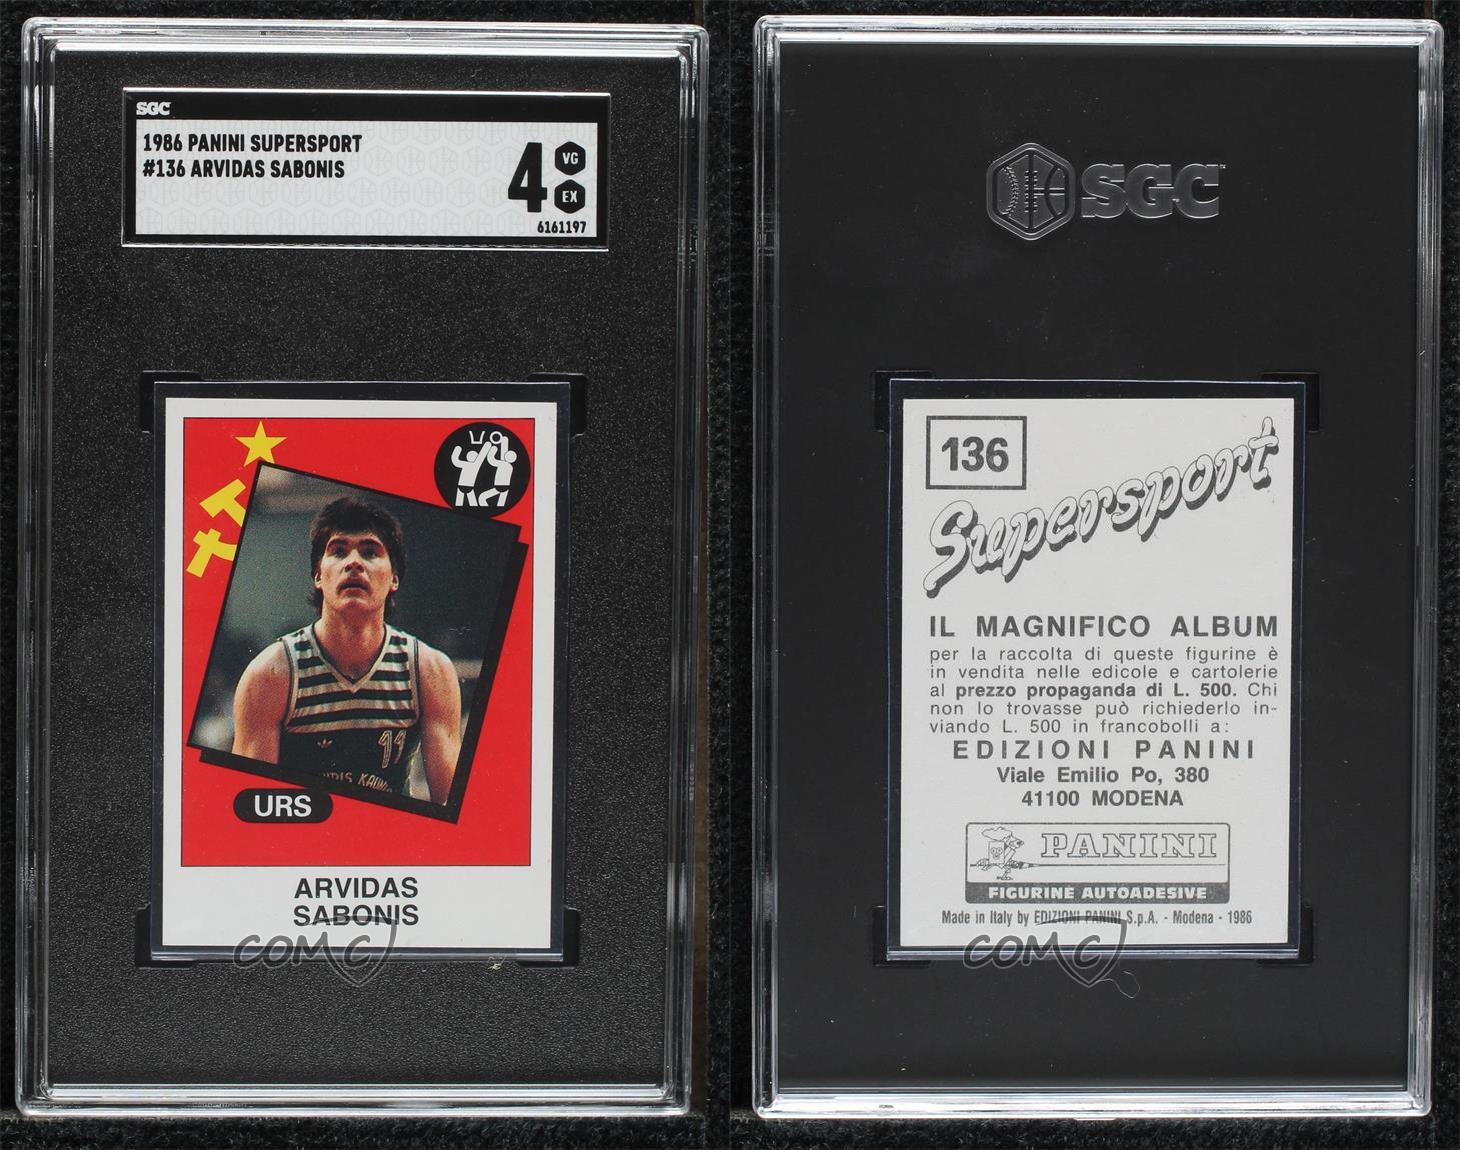 SGC
1986 PANINI SUPERSPORT
#136 ARVIDAS SABONIS
4
VG
EX
6161197
11
URS
ARVIDAS
SABONIS
COMC
SGC
136
Supersport
IL MAGNIFICO ALBUM
per la raccolta di queste figurine è
in vendita nelle edicole e cartolerie
al prezzo propaganda di L. 500. Chi
non lo trovasse può richiederlo in-
viando L. 500 in francobolli a:
EDIZIONI PANINI
Viale Emilio Po, 380
41100 MODENA
PANINI
FIGURINE AUTOADESIVE
Made in Italy by EDIZIONI PANINI S.p.A. - Modena - 1986
COMC